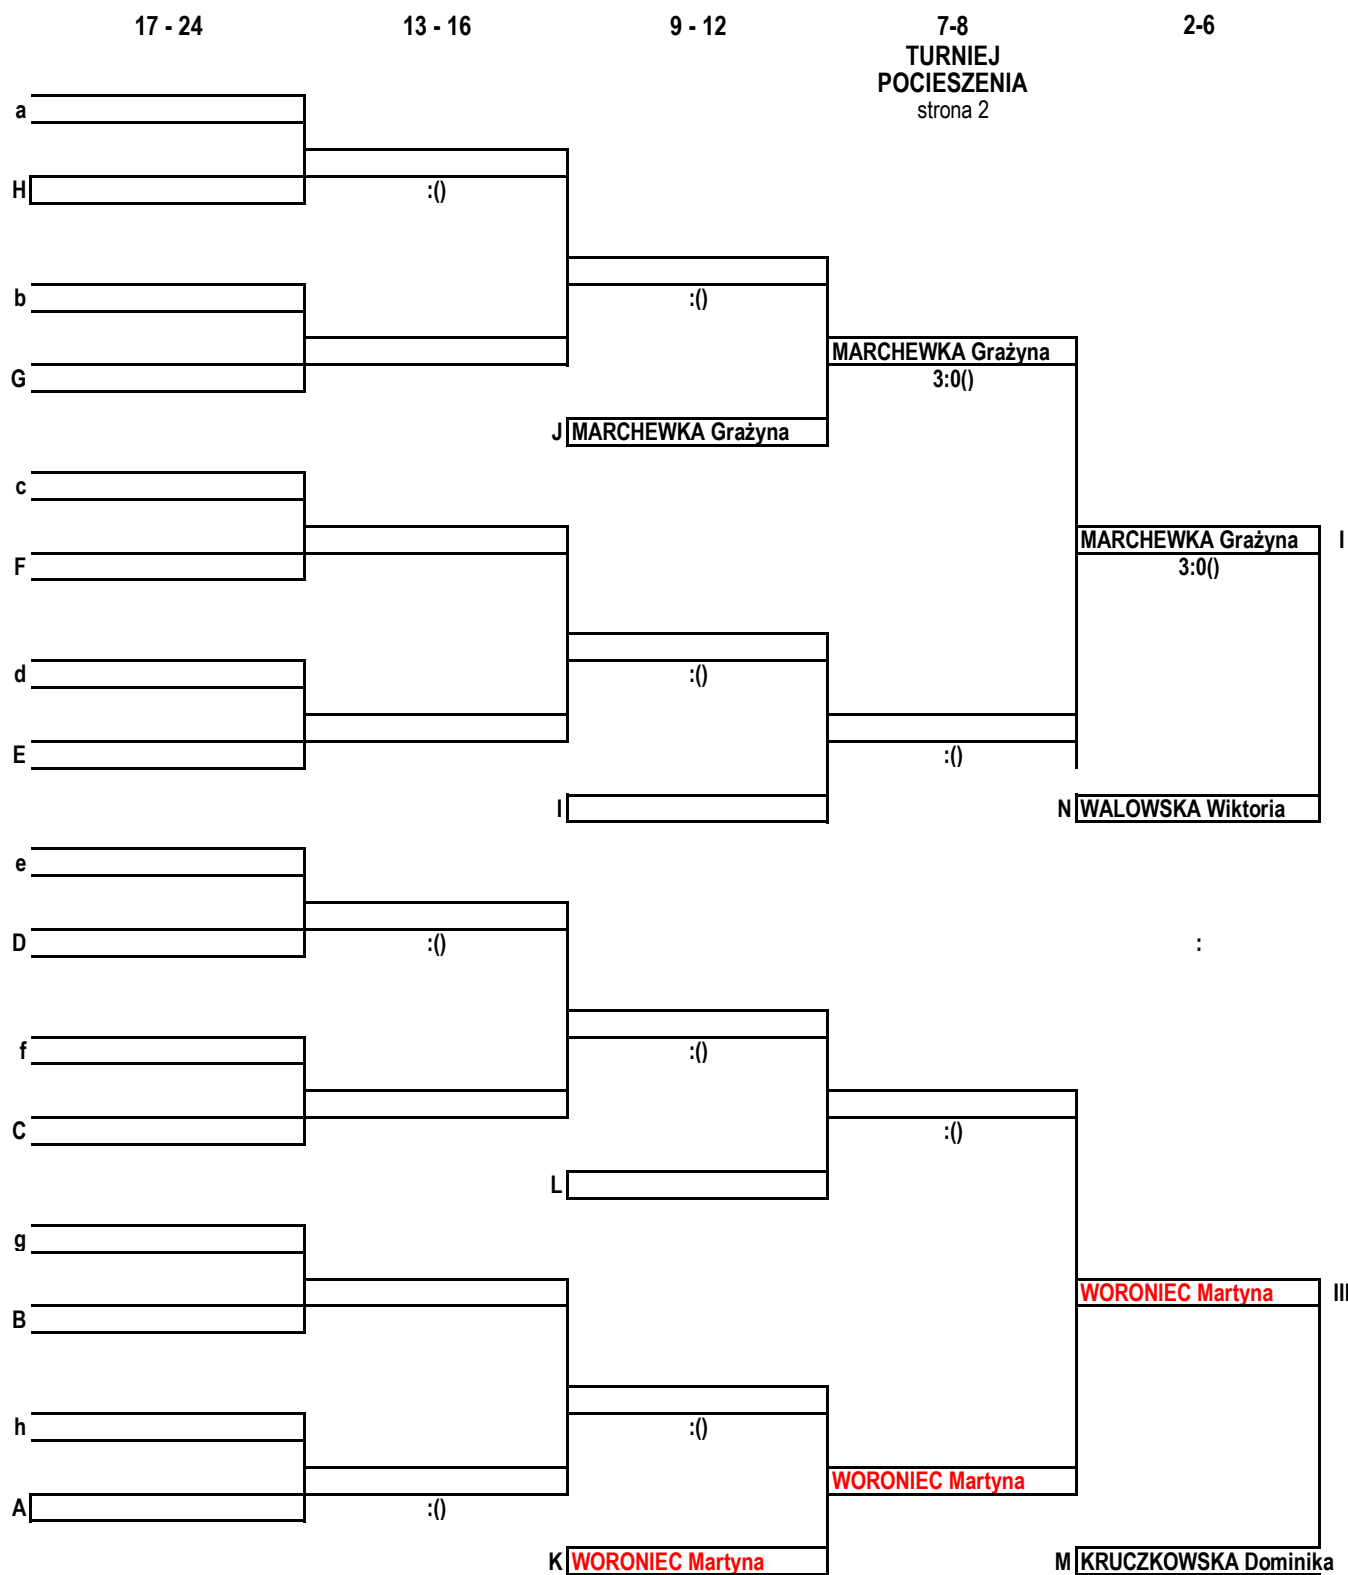 17 - 24 13 - 16 9 - 12 7-8 2-6
TURNIEJ
POCIESZENIA
strona 2
a
H :()
b :()
MARCHEWKA Grażyna
G 3:0()
J MARCHEWKA Grażyna
c
MARCHEWKA Grażyna I
F 3:0()
d :()
E :()
I N WALOWSKA Wiktoria
e
D :() :
f :()
C :()
L
g
WORONIEC Martyna III
B
h :()
WORONIEC Martyna
A :()
K WORONIEC Martyna M KRUCZKOWSKA Dominika